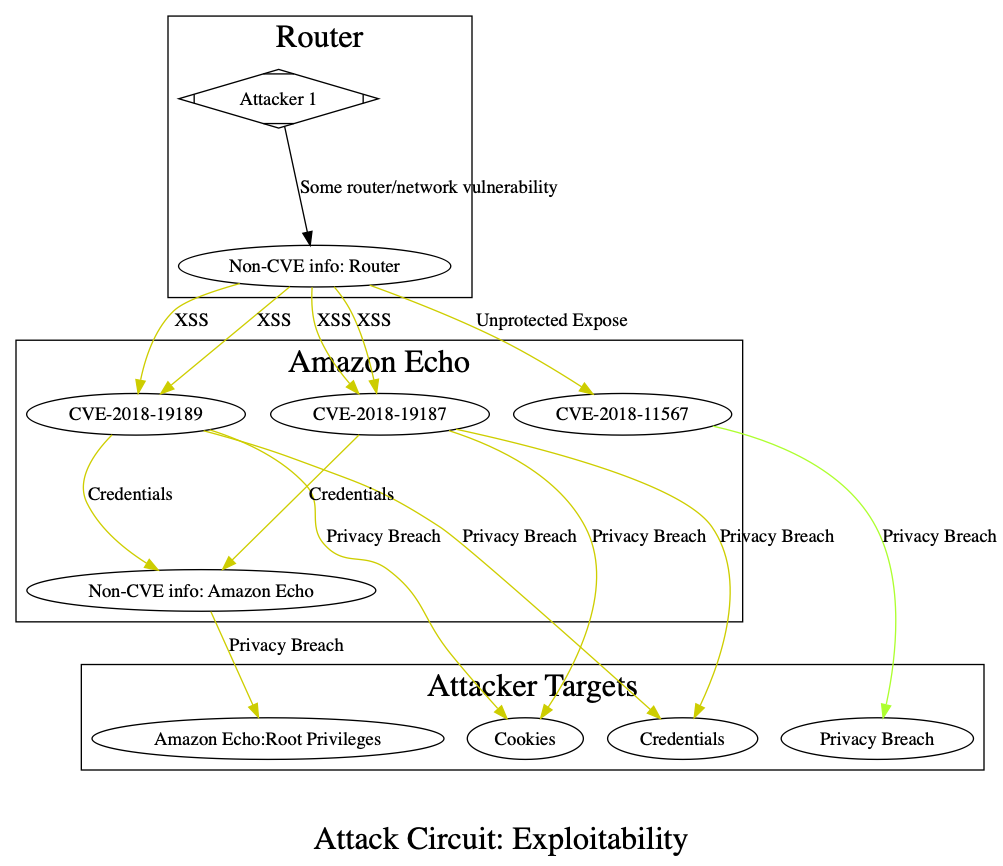 Router
Attacker 1
Some router/network vulnerability
Non-CVE info: Router
XSS
XSS
XSS
XSS
Unprotected Expose
Amazon Echo
CVE-2018-19189
CVE-2018-19187
CVE-2018-11567
Credentials
Credentials
Privacy Breach
Privacy Breach
Privacy Breach
Privacy Breach
Privacy Breach
Non-CVE info: Amazon Echo
Privacy Breach
Attacker Targets
Amazon Echo:Root Privileges
Cookies
Credentials
Privacy Breach
Attack Circuit: Exploitability